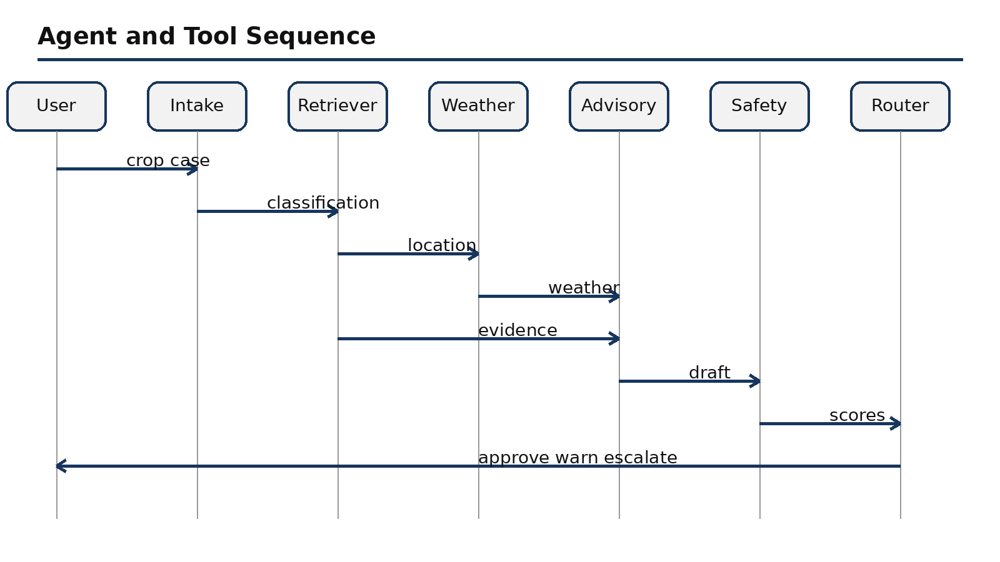 Agent and Tool Sequence
User
Intake
Retriever
Weather
Advisory
Safety
Router
crop case
classification
location
weather
evidence
draft
scores
approve warn escalate